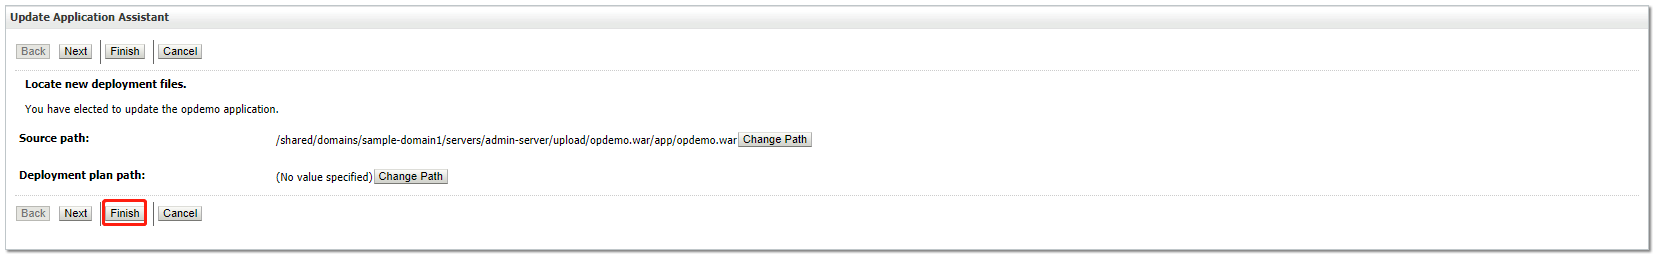 Update Application Assistant
Back Next Finish Cancel
Locate new deployment files.
You have elected to update the opdemo application.
Source path: /shared/domains/sample-domain1/servers/admin-server/upload/opdemo.war/app/opdemo.war Change Path
Deployment plan path: (No value specified) Change Path
Back Next Finish Cancel